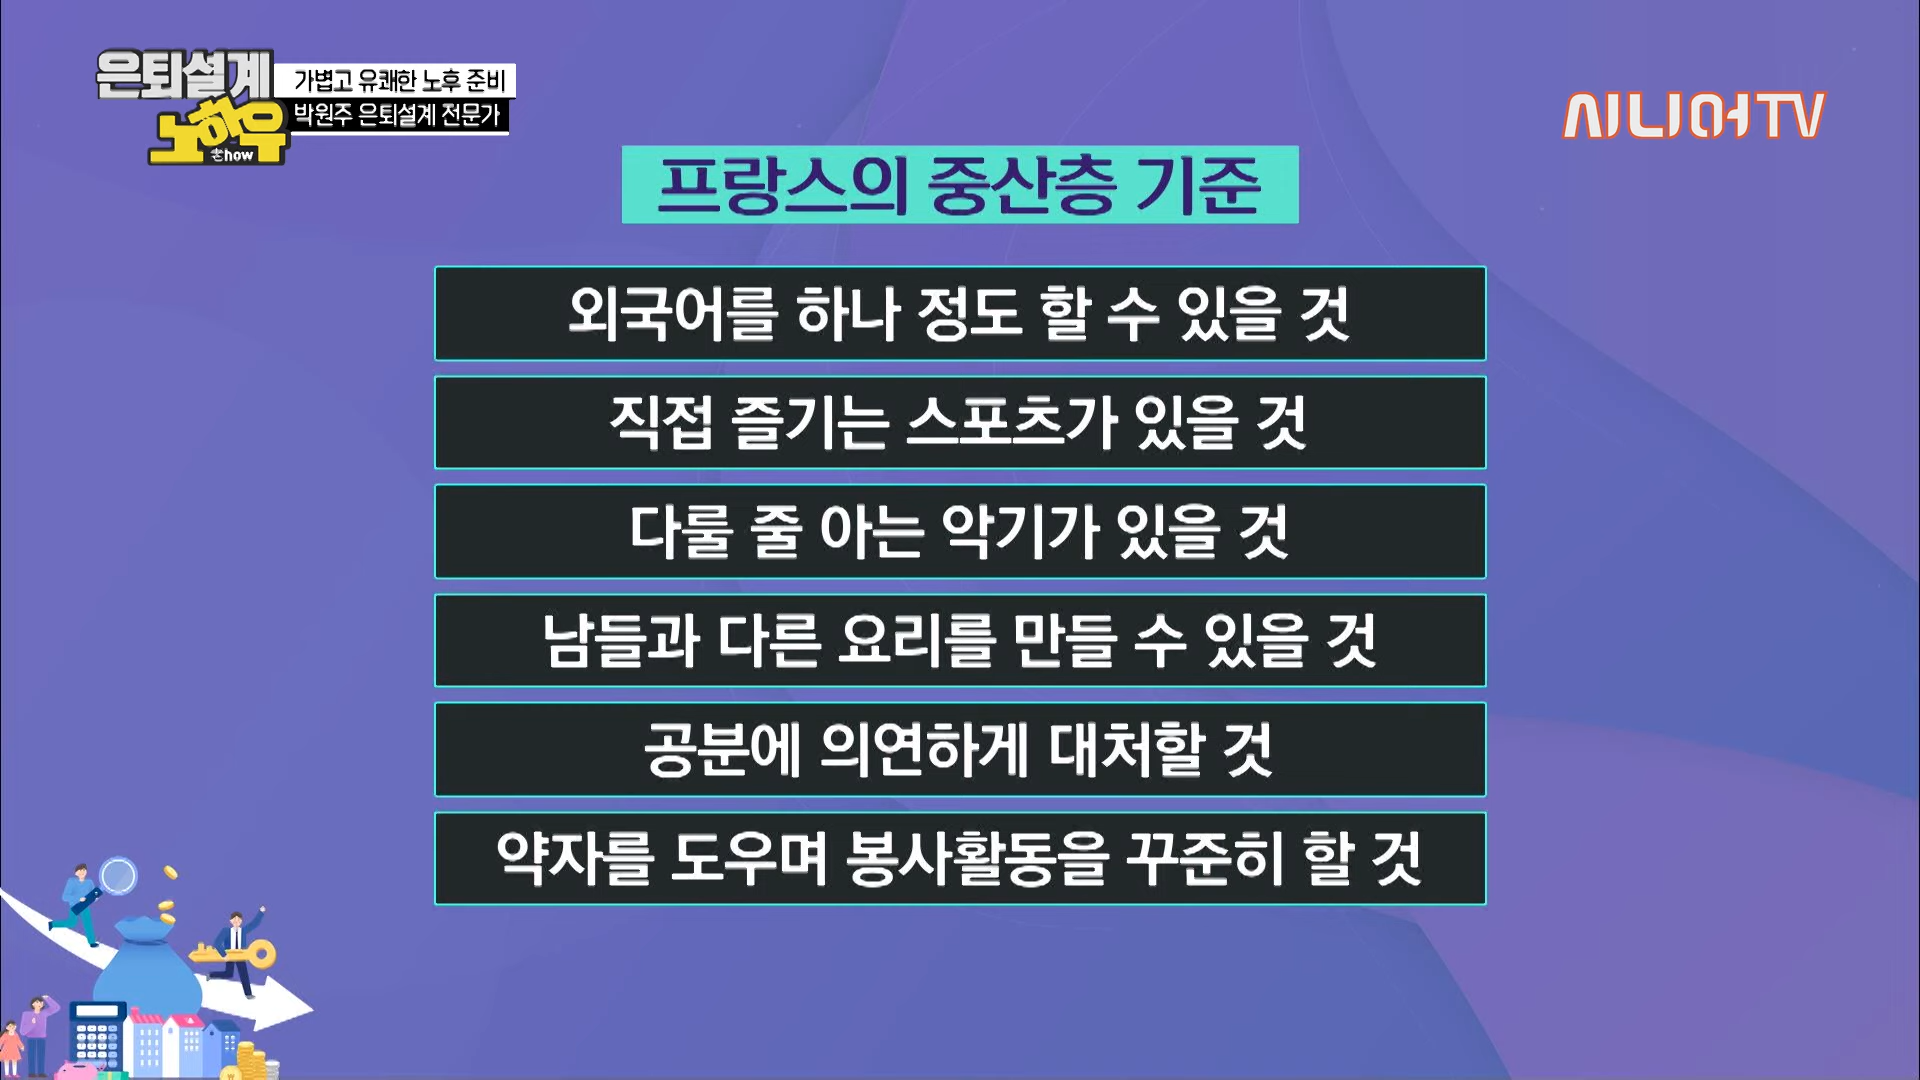 은퇴설계
노하우
老how
가볍고 유쾌한 노후 준비
박원주 은퇴설계 전문가
시니어TV
프랑스의 중산층 기준
외국어를 하나 정도 할 수 있을 것
직접 즐기는 스포츠가 있을 것
다룰 줄 아는 악기가 있을 것
남들과 다른 요리를 만들 수 있을 것
공분에 의연하게 대처할 것
약자를 도우며 봉사활동을 꾸준히 할 것